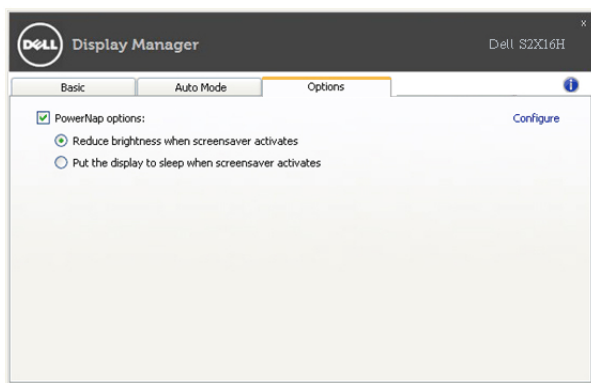 x
DELL Display Manager Dell S2X16H
Basic Auto Mode Options i
PowerNap options: Configure
Reduce brightness when screensaver activates
Put the display to sleep when screensaver activates